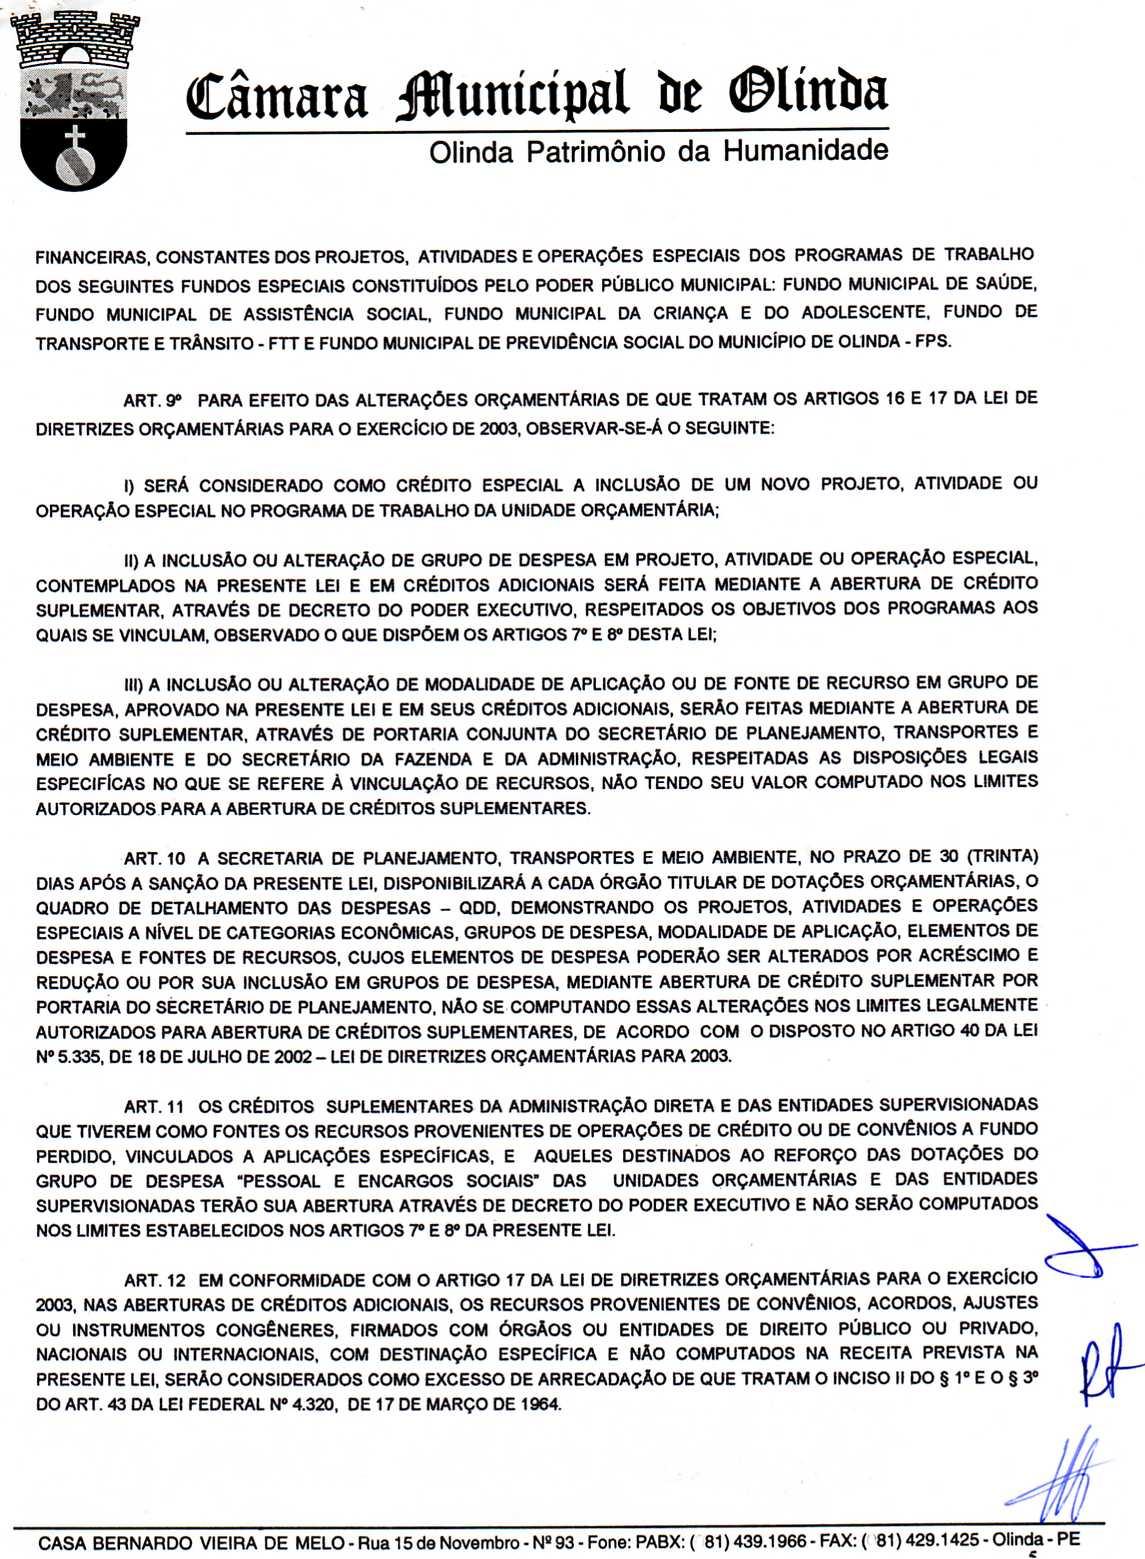 Câmara Municipal de Olinda
Olinda Patrimônio da Humanidade
FINANCEIRAS, CONSTANTES DOS PROJETOS, ATIVIDADES E OPERAÇÕES ESPECIAIS DOS PROGRAMAS DE TRABALHO
DOS SEGUINTES FUNDOS ESPECIAIS CONSTITUÍDOS PELO PODER PÚBLICO MUNICIPAL: FUNDO MUNICIPAL DE SAÚDE,
FUNDO MUNICIPAL DE ASSISTÊNCIA SOCIAL, FUNDO MUNICIPAL DA CRIANÇA E DO ADOLESCENTE, FUNDO DE
TRANSPORTE E TRÂNSITO - FTT E FUNDO MUNICIPAL DE PREVIDÊNCIA SOCIAL DO MUNICÍPIO DE OLINDA - FPS.
ART. 9º PARA EFEITO DAS ALTERAÇÕES ORÇAMENTÁRIAS DE QUE TRATAM OS ARTIGOS 16 E 17 DA LEI DE
DIRETRIZES ORÇAMENTÁRIAS PARA O EXERCÍCIO DE 2003, OBSERVAR-SE-Á O SEGUINTE:
I) SERÁ CONSIDERADO COMO CRÉDITO ESPECIAL A INCLUSÃO DE UM NOVO PROJETO, ATIVIDADE OU
OPERAÇÃO ESPECIAL NO PROGRAMA DE TRABALHO DA UNIDADE ORÇAMENTÁRIA;
II) A INCLUSÃO OU ALTERAÇÃO DE GRUPO DE DESPESA EM PROJETO, ATIVIDADE OU OPERAÇÃO ESPECIAL,
CONTEMPLADOS NA PRESENTE LEI E EM CRÉDITOS ADICIONAIS SERÁ FEITA MEDIANTE A ABERTURA DE CRÉDITO
SUPLEMENTAR, ATRAVÉS DE DECRETO DO PODER EXECUTIVO, RESPEITADOS OS OBJETIVOS DOS PROGRAMAS AOS
QUAIS SE VINCULAM, OBSERVADO O QUE DISPÕEM OS ARTIGOS 7º E 8º DESTA LEI;
III) A INCLUSÃO OU ALTERAÇÃO DE MODALIDADE DE APLICAÇÃO OU DE FONTE DE RECURSO EM GRUPO DE
DESPESA, APROVADO NA PRESENTE LEI E EM SEUS CRÉDITOS ADICIONAIS, SERÃO FEITAS MEDIANTE A ABERTURA DE
CRÉDITO SUPLEMENTAR, ATRAVÉS DE PORTARIA CONJUNTA DO SECRETÁRIO DE PLANEJAMENTO, TRANSPORTES E
MEIO AMBIENTE E DO SECRETÁRIO DA FAZENDA E DA ADMINISTRAÇÃO, RESPEITADAS AS DISPOSIÇÕES LEGAIS
ESPECIFÍCAS NO QUE SE REFERE À VINCULAÇÃO DE RECURSOS, NÃO TENDO SEU VALOR COMPUTADO NOS LIMITES
AUTORIZADOS PARA A ABERTURA DE CRÉDITOS SUPLEMENTARES.
ART. 10 A SECRETARIA DE PLANEJAMENTO, TRANSPORTES E MEIO AMBIENTE, NO PRAZO DE 30 (TRINTA)
DIAS APÓS A SANÇÃO DA PRESENTE LEI, DISPONIBILIZARÁ A CADA ÓRGÃO TITULAR DE DOTAÇÕES ORÇAMENTÁRIAS, O
QUADRO DE DETALHAMENTO DAS DESPESAS – QDD, DEMONSTRANDO OS PROJETOS, ATIVIDADES E OPERAÇÕES
ESPECIAIS A NÍVEL DE CATEGORIAS ECONÔMICAS, GRUPOS DE DESPESA, MODALIDADE DE APLICAÇÃO, ELEMENTOS DE
DESPESA E FONTES DE RECURSOS, CUJOS ELEMENTOS DE DESPESA PODERÃO SER ALTERADOS POR ACRÉSCIMO E
REDUÇÃO OU POR SUA INCLUSÃO EM GRUPOS DE DESPESA, MEDIANTE ABERTURA DE CRÉDITO SUPLEMENTAR POR
PORTARIA DO SECRETÁRIO DE PLANEJAMENTO, NÃO SE COMPUTANDO ESSAS ALTERAÇÕES NOS LIMITES LEGALMENTE
AUTORIZADOS PARA ABERTURA DE CRÉDITOS SUPLEMENTARES, DE ACORDO COM O DISPOSTO NO ARTIGO 40 DA LEI
Nº 5.335, DE 18 DE JULHO DE 2002 – LEI DE DIRETRIZES ORÇAMENTÁRIAS PARA 2003.
ART. 11 OS CRÉDITOS SUPLEMENTARES DA ADMINISTRAÇÃO DIRETA E DAS ENTIDADES SUPERVISIONADAS
QUE TIVEREM COMO FONTES OS RECURSOS PROVENIENTES DE OPERAÇÕES DE CRÉDITO OU DE CONVÊNIOS A FUNDO
PERDIDO, VINCULADOS A APLICAÇÕES ESPECÍFICAS, E AQUELES DESTINADOS AO REFORÇO DAS DOTAÇÕES DO
GRUPO DE DESPESA "PESSOAL E ENCARGOS SOCIAIS" DAS UNIDADES ORÇAMENTÁRIAS E DAS ENTIDADES
SUPERVISIONADAS TERÃO SUA ABERTURA ATRAVÉS DE DECRETO DO PODER EXECUTIVO E NÃO SERÃO COMPUTADOS
NOS LIMITES ESTABELECIDOS NOS ARTIGOS 7º E 8º DA PRESENTE LEI.
ART. 12 EM CONFORMIDADE COM O ARTIGO 17 DA LEI DE DIRETRIZES ORÇAMENTÁRIAS PARA O EXERCÍCIO
2003, NAS ABERTURAS DE CRÉDITOS ADICIONAIS, OS RECURSOS PROVENIENTES DE CONVÊNIOS, ACORDOS, AJUSTES
OU INSTRUMENTOS CONGÊNERES, FIRMADOS COM ÓRGÃOS OU ENTIDADES DE DIREITO PÚBLICO OU PRIVADO,
NACIONAIS OU INTERNACIONAIS, COM DESTINAÇÃO ESPECÍFICA E NÃO COMPUTADOS NA RECEITA PREVISTA NA
PRESENTE LEI, SERÃO CONSIDERADOS COMO EXCESSO DE ARRECADAÇÃO DE QUE TRATAM O INCISO II DO § 1º E O § 3º
DO ART. 43 DA LEI FEDERAL Nº 4.320, DE 17 DE MARÇO DE 1964.
CASA BERNARDO VIEIRA DE MELO - Rua 15 de Novembro - Nº 93 - Fone: PABX: ( 81) 439.1966 - FAX: ( 81) 429.1425 - Olinda - PE